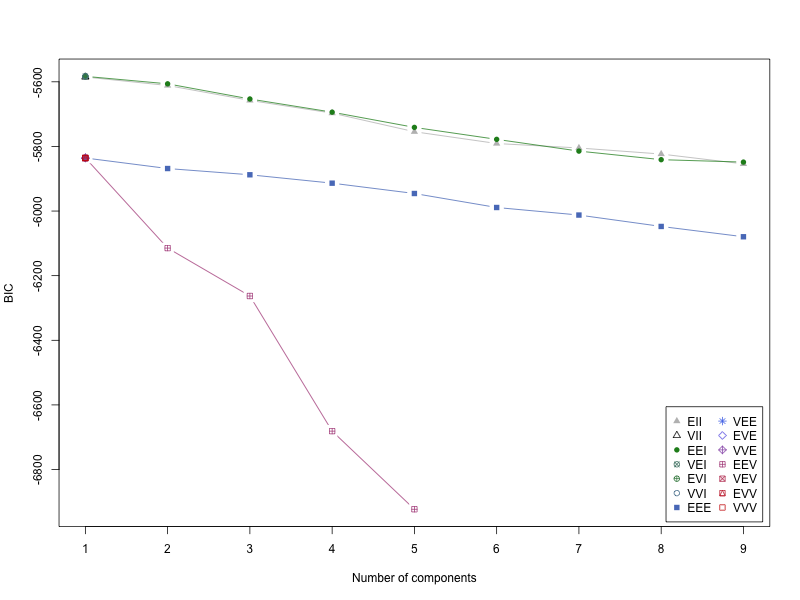 BIC
-5600
-5800
-6000
-6200
-6400
-6600
-6800
EII VEE
VII EVE
EEI VVE
VEI EEV
EVI VEV
VVI EVV
EEE VVV
1 2 3 4 5 6 7 8 9
Number of components